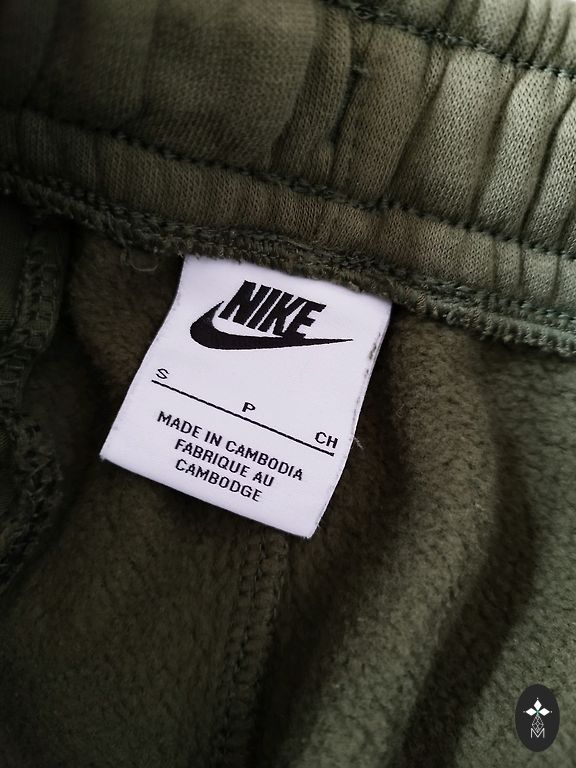 NIKE
S P CH
MADE IN CAMBODIA
FABRIQUE AU
CAMBODGE
M